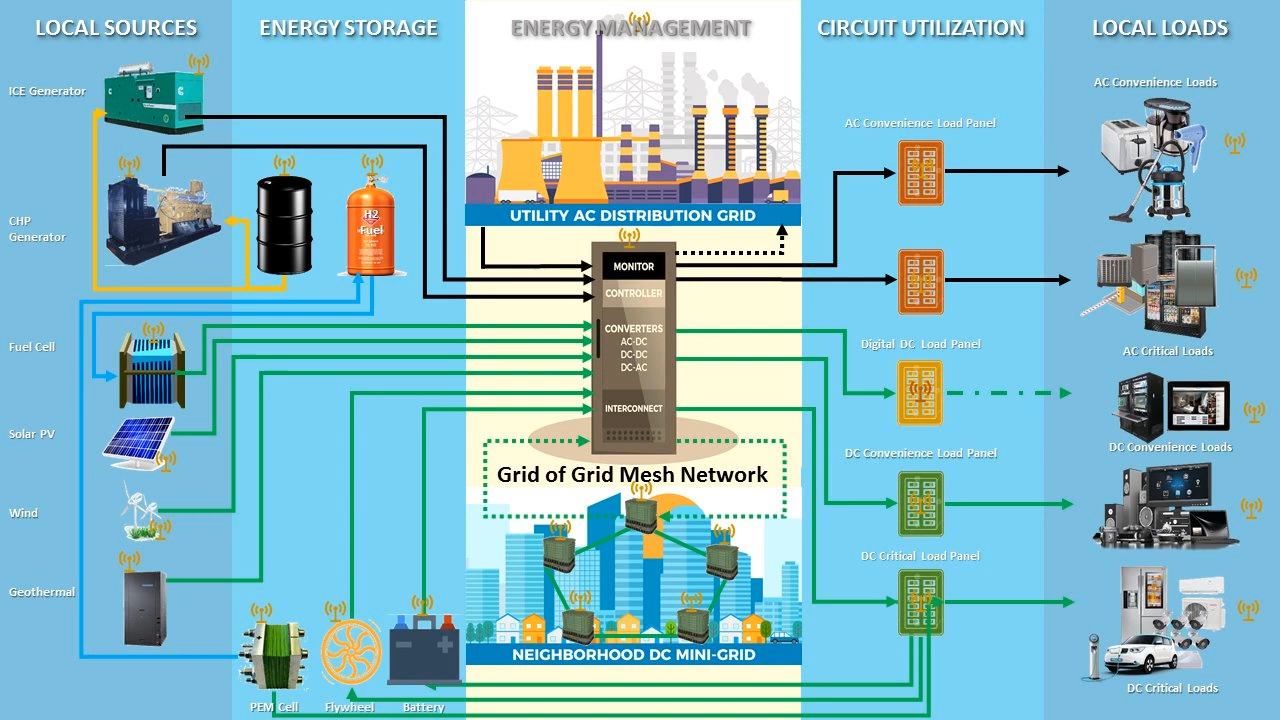 LOCAL SOURCES
ENERGY STORAGE
ENERGY MANAGEMENT
CIRCUIT UTILIZATION
LOCAL LOADS
ICE Generator
CHP
Generator
Fuel Cell
Solar PV
Wind
Geothermal
H2
Fuel
PEM Cell
Flywheel
Battery
UTILITY AC DISTRIBUTION GRID
MONITOR
CONTROLLER
CONVERTERS
AC-DC
DC-DC
DC-AC
INTERCONNECT
Grid of Grid Mesh Network
NEIGHBORHOOD DC MINI-GRID
AC Convenience Load Panel
Digital DC Load Panel
DC Convenience Load Panel
DC Critical Load Panel
AC Convenience Loads
AC Critical Loads
DC Convenience Loads
DC Critical Loads